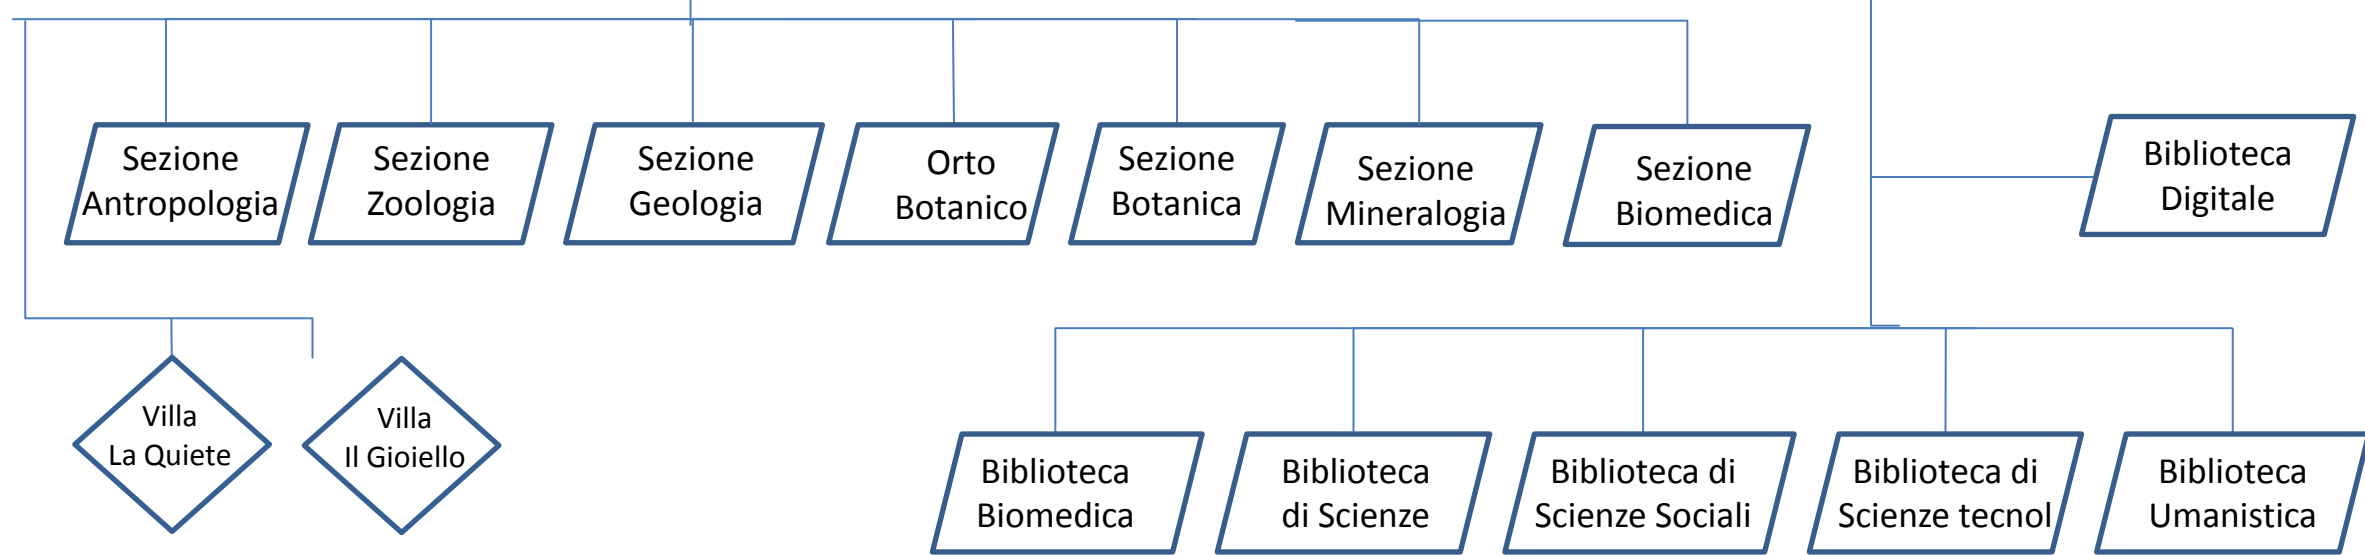 Sezione
Antropologia
Sezione
Zoologia
Sezione
Geologia
Orto
Botanico
Sezione
Botanica
Sezione
Mineralogia
Sezione
Biomedica
Biblioteca
Digitale
Villa
La Quiete
Villa
Il Gioiello
Biblioteca
Biomedica
Biblioteca
di Scienze
Biblioteca di
Scienze Sociali
Biblioteca di
Scienze tecnol
Biblioteca
Umanistica